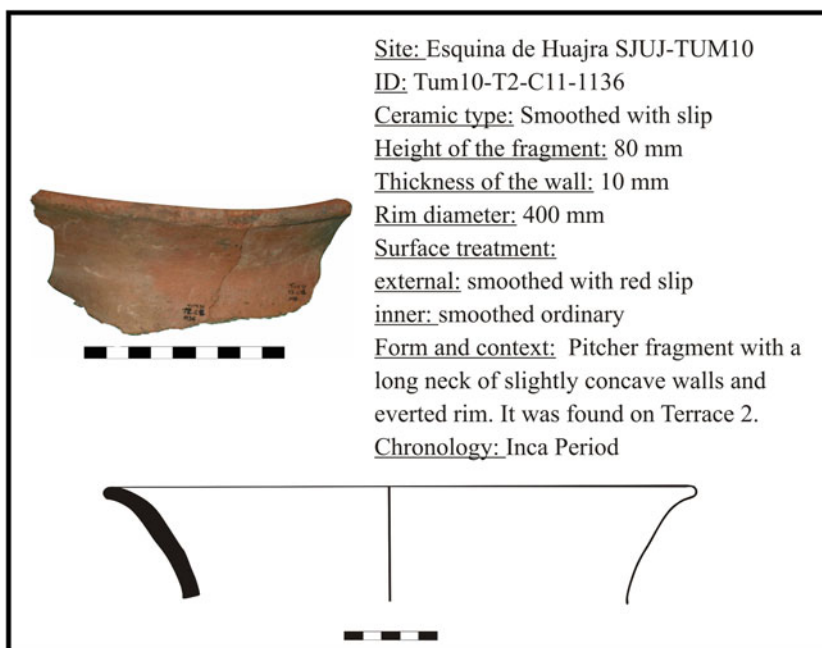 Site: Esquina de Huajra SJUJ-TUM10
ID: Tum10-T2-C11-1136
Ceramic type: Smoothed with slip
Height of the fragment: 80 mm
Thickness of the wall: 10 mm
Rim diameter: 400 mm
Surface treatment:
external: smoothed with red slip
inner: smoothed ordinary
Form and context: Pitcher fragment with a
long neck of slightly concave walls and
everted rim. It was found on Terrace 2.
Chronology: Inca Period